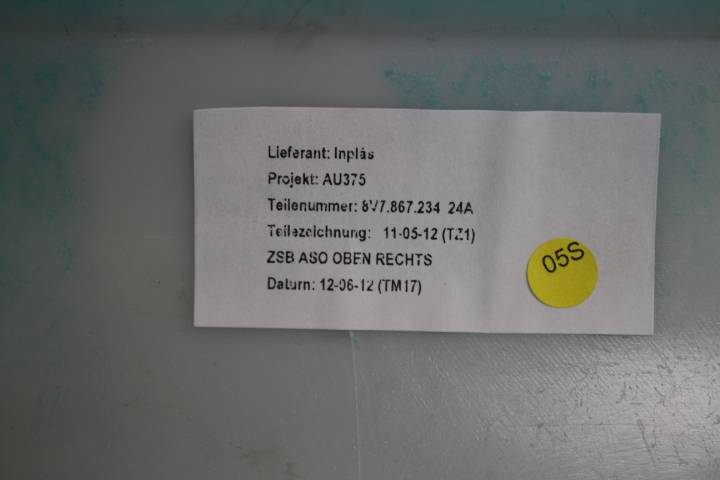 Lieferant: Inplás
Projekt: AU375
Teilenummer: 8V7.867.234 24A
Teilezeichnung: 11-05-12 (TZ1)
ZSB ASO OBEN RECHTS
Datum: 12-06-12 (TM17)
05S